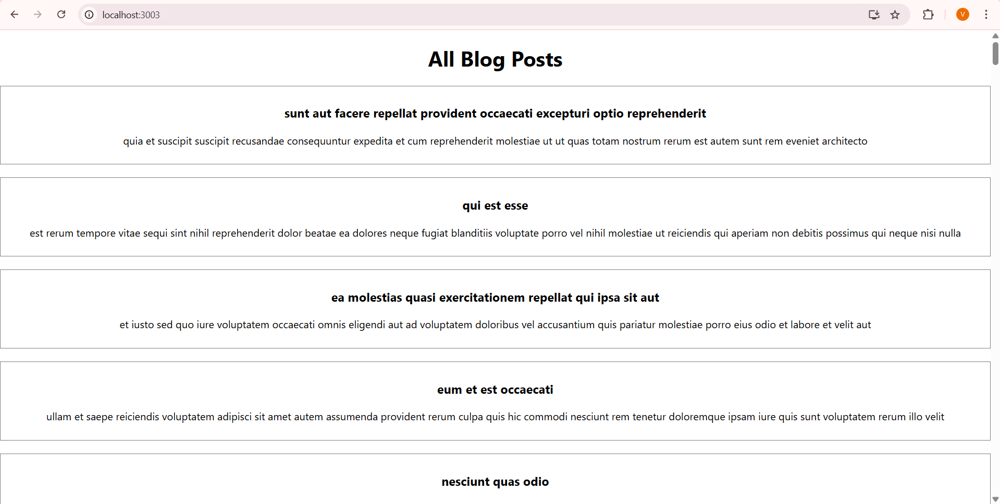 localhost:3003
V
All Blog Posts
sunt aut facere repellat provident occaecati excepturi optio reprehenderit
quia et suscipit suscipit recusandae consequuntur expedita et cum reprehenderit molestiae ut ut quas totam nostrum rerum est autem sunt rem eveniet architecto
qui est esse
est rerum tempore vitae sequi sint nihil reprehenderit dolor beatae ea dolores neque fugiat blanditiis voluptate porro vel nihil molestiae ut reiciendis qui aperiam non debitis possimus qui neque nisi nulla
ea molestias quasi exercitationem repellat qui ipsa sit aut
et iusto sed quo iure voluptatem occaecati omnis eligendi aut ad voluptatem doloribus vel accusantium quis pariatur molestiae porro eius odio et labore et velit aut
eum et est occaecati
ullam et saepe reiciendis voluptatem adipisci sit amet autem assumenda provident rerum culpa quis hic commodi nesciunt rem tenetur doloremque ipsam iure quis sunt voluptatem rerum illo velit
nesciunt quas odio